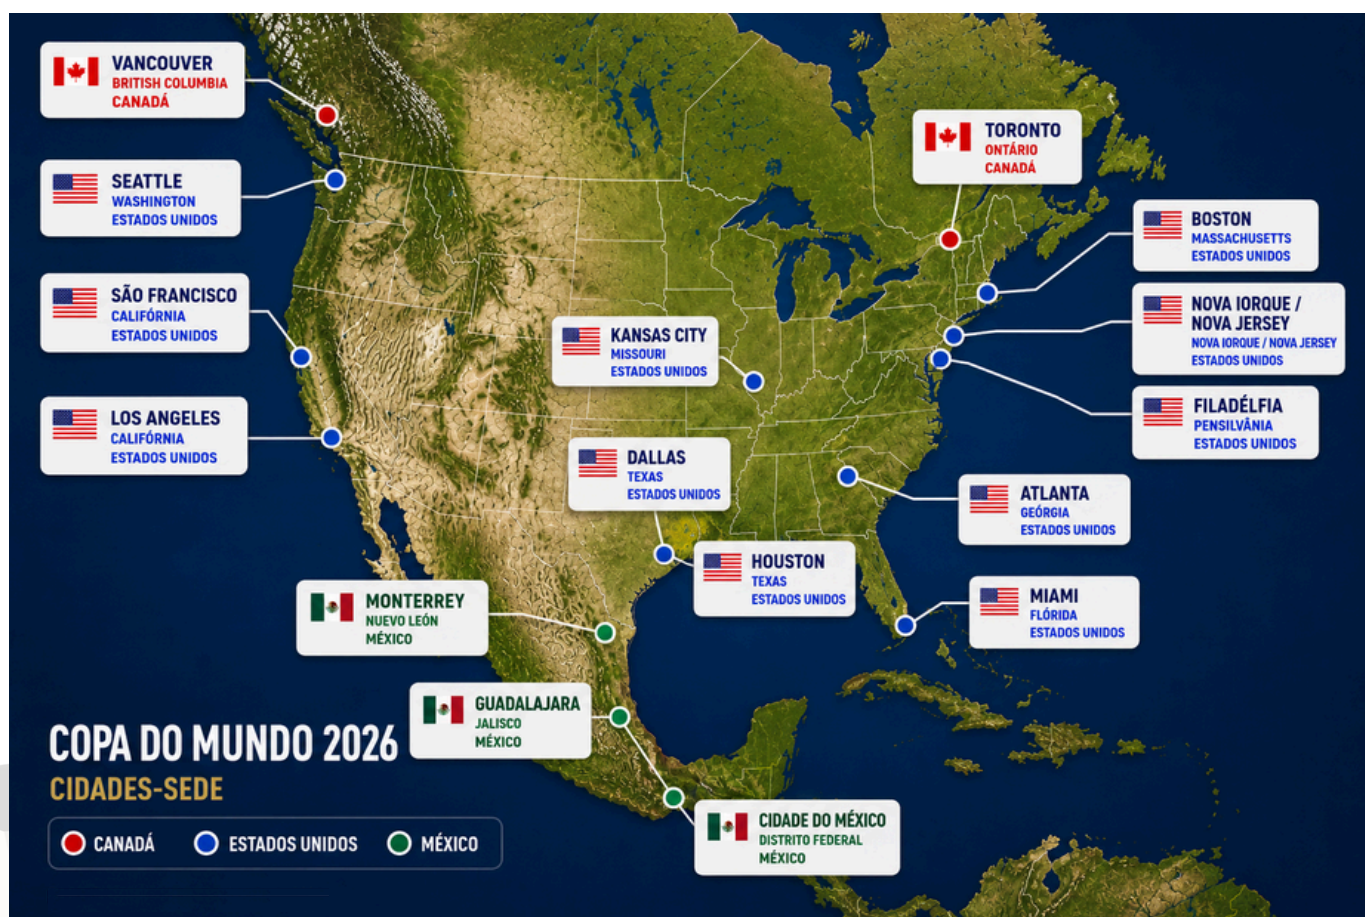 VANCOUVER
BRITISH COLUMBIA
CANADÁ
SEATTLE
WASHINGTON
ESTADOS UNIDOS
SÃO FRANCISCO
CALIFÓRNIA
ESTADOS UNIDOS
LOS ANGELES
CALIFÓRNIA
ESTADOS UNIDOS
TORONTO
ONTÁRIO
CANADÁ
BOSTON
MASSACHUSETTS
ESTADOS UNIDOS
NOVA IORQUE /
NOVA JERSEY
NOVA IORQUE / NOVA JERSEY
ESTADOS UNIDOS
FILADÉLFIA
PENSILVÂNIA
ESTADOS UNIDOS
KANSAS CITY
MISSOURI
ESTADOS UNIDOS
DALLAS
TEXAS
ESTADOS UNIDOS
ATLANTA
GEÓRGIA
ESTADOS UNIDOS
HOUSTON
TEXAS
ESTADOS UNIDOS
MIAMI
FLÓRIDA
ESTADOS UNIDOS
MONTERREY
NUEVO LEÓN
MÉXICO
GUADALAJARA
JALISCO
MÉXICO
CIDADE DO MÉXICO
DISTRITO FEDERAL
MÉXICO
COPA DO MUNDO 2026
CIDADES-SEDE
CANADÁ ESTADOS UNIDOS MÉXICO